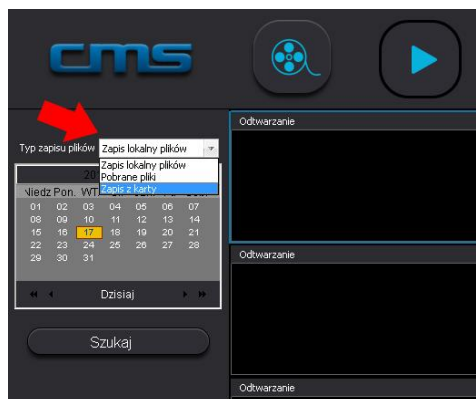 cms
Odtwarzanie
Typ zapisu plików Zapis lokalny plików
Zapis lokalny plików
Pobrane pliki
Zapis z karty
Niedz Pon. WT.
01 02 03 04 05 06 07
08 09 10 11 12 13 14
15 16 17 18 19 20 21
22 23 24 25 26 27 28
29 30 31
Odtwarzanie
Dzisiaj
Szukaj
Odtwarzanie